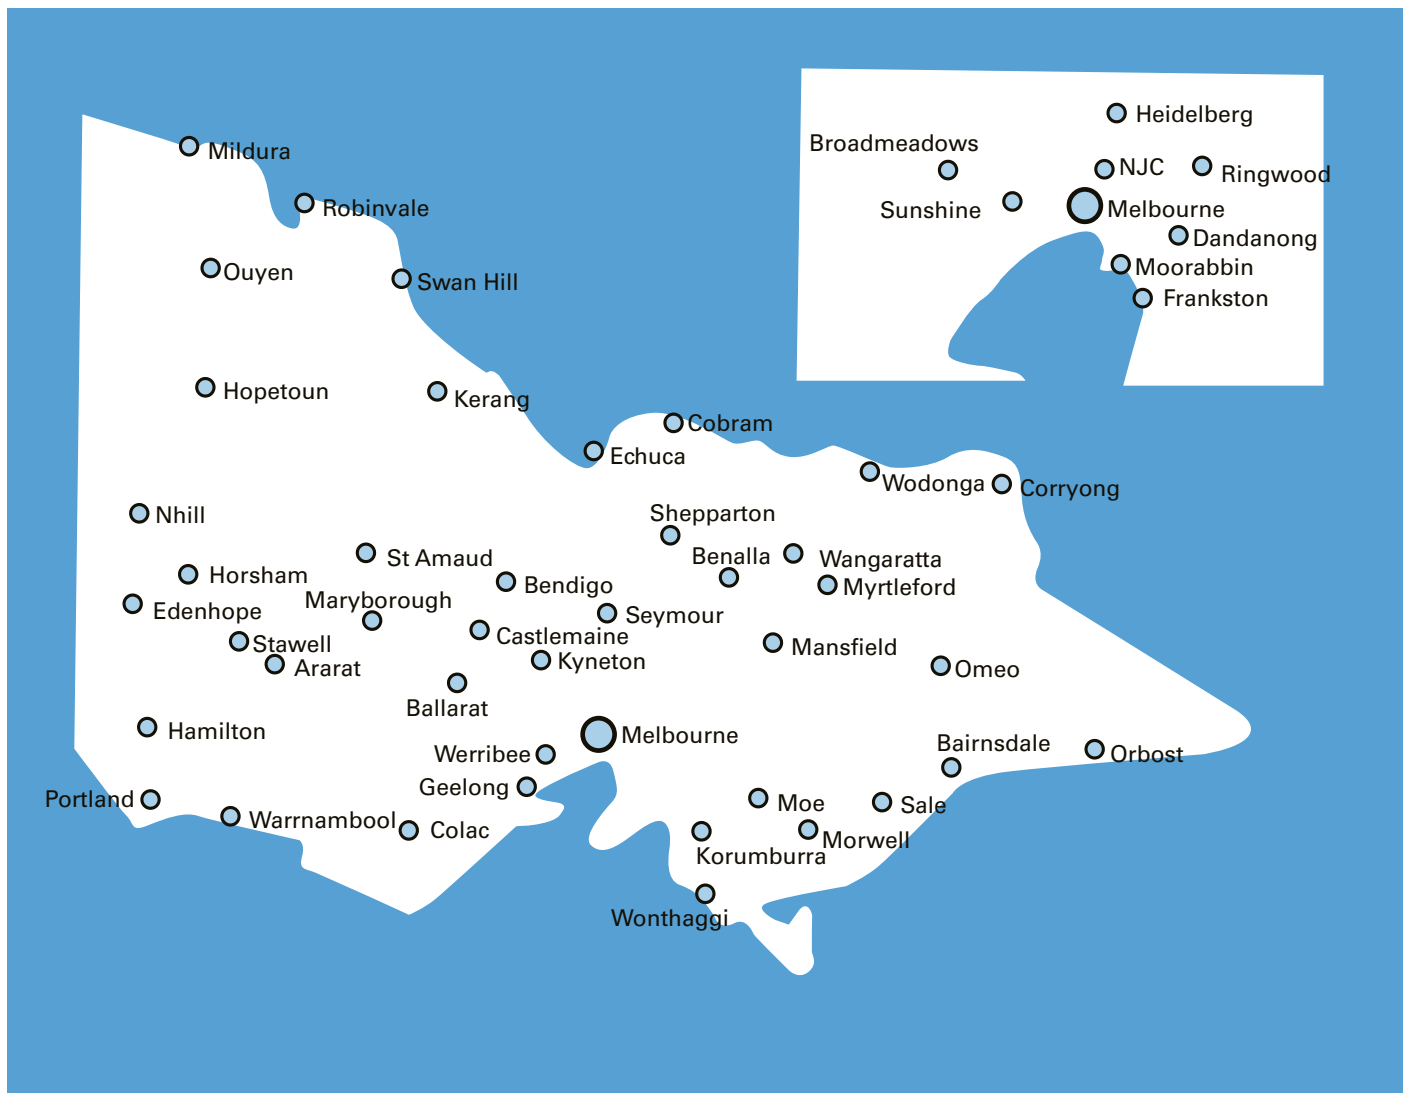 Heidelberg
Broadmeadows
Mildura
NJC
Ringwood
Robinvale
Sunshine
Melbourne
Dandanong
Ouyen
Moorabbin
Swan Hill
Frankston
Hopetoun
Kerang
Cobram
Echuca
Wodonga
Corryong
Nhill
Shepparton
St Amaud
Benalla
Wangaratta
Horsham
Bendigo
Myrtleford
Maryborough
Edenhope
Seymour
Castlemaine
Stawell
Mansfield
Kyneton
Ararat
Omeo
Ballarat
Hamilton
Melbourne
Bairnsdale
Werribee
Orbost
Geelong
Portland
Moe
Sale
Warrnambool
Colac
Morwell
Korumburra
Wonthaggi